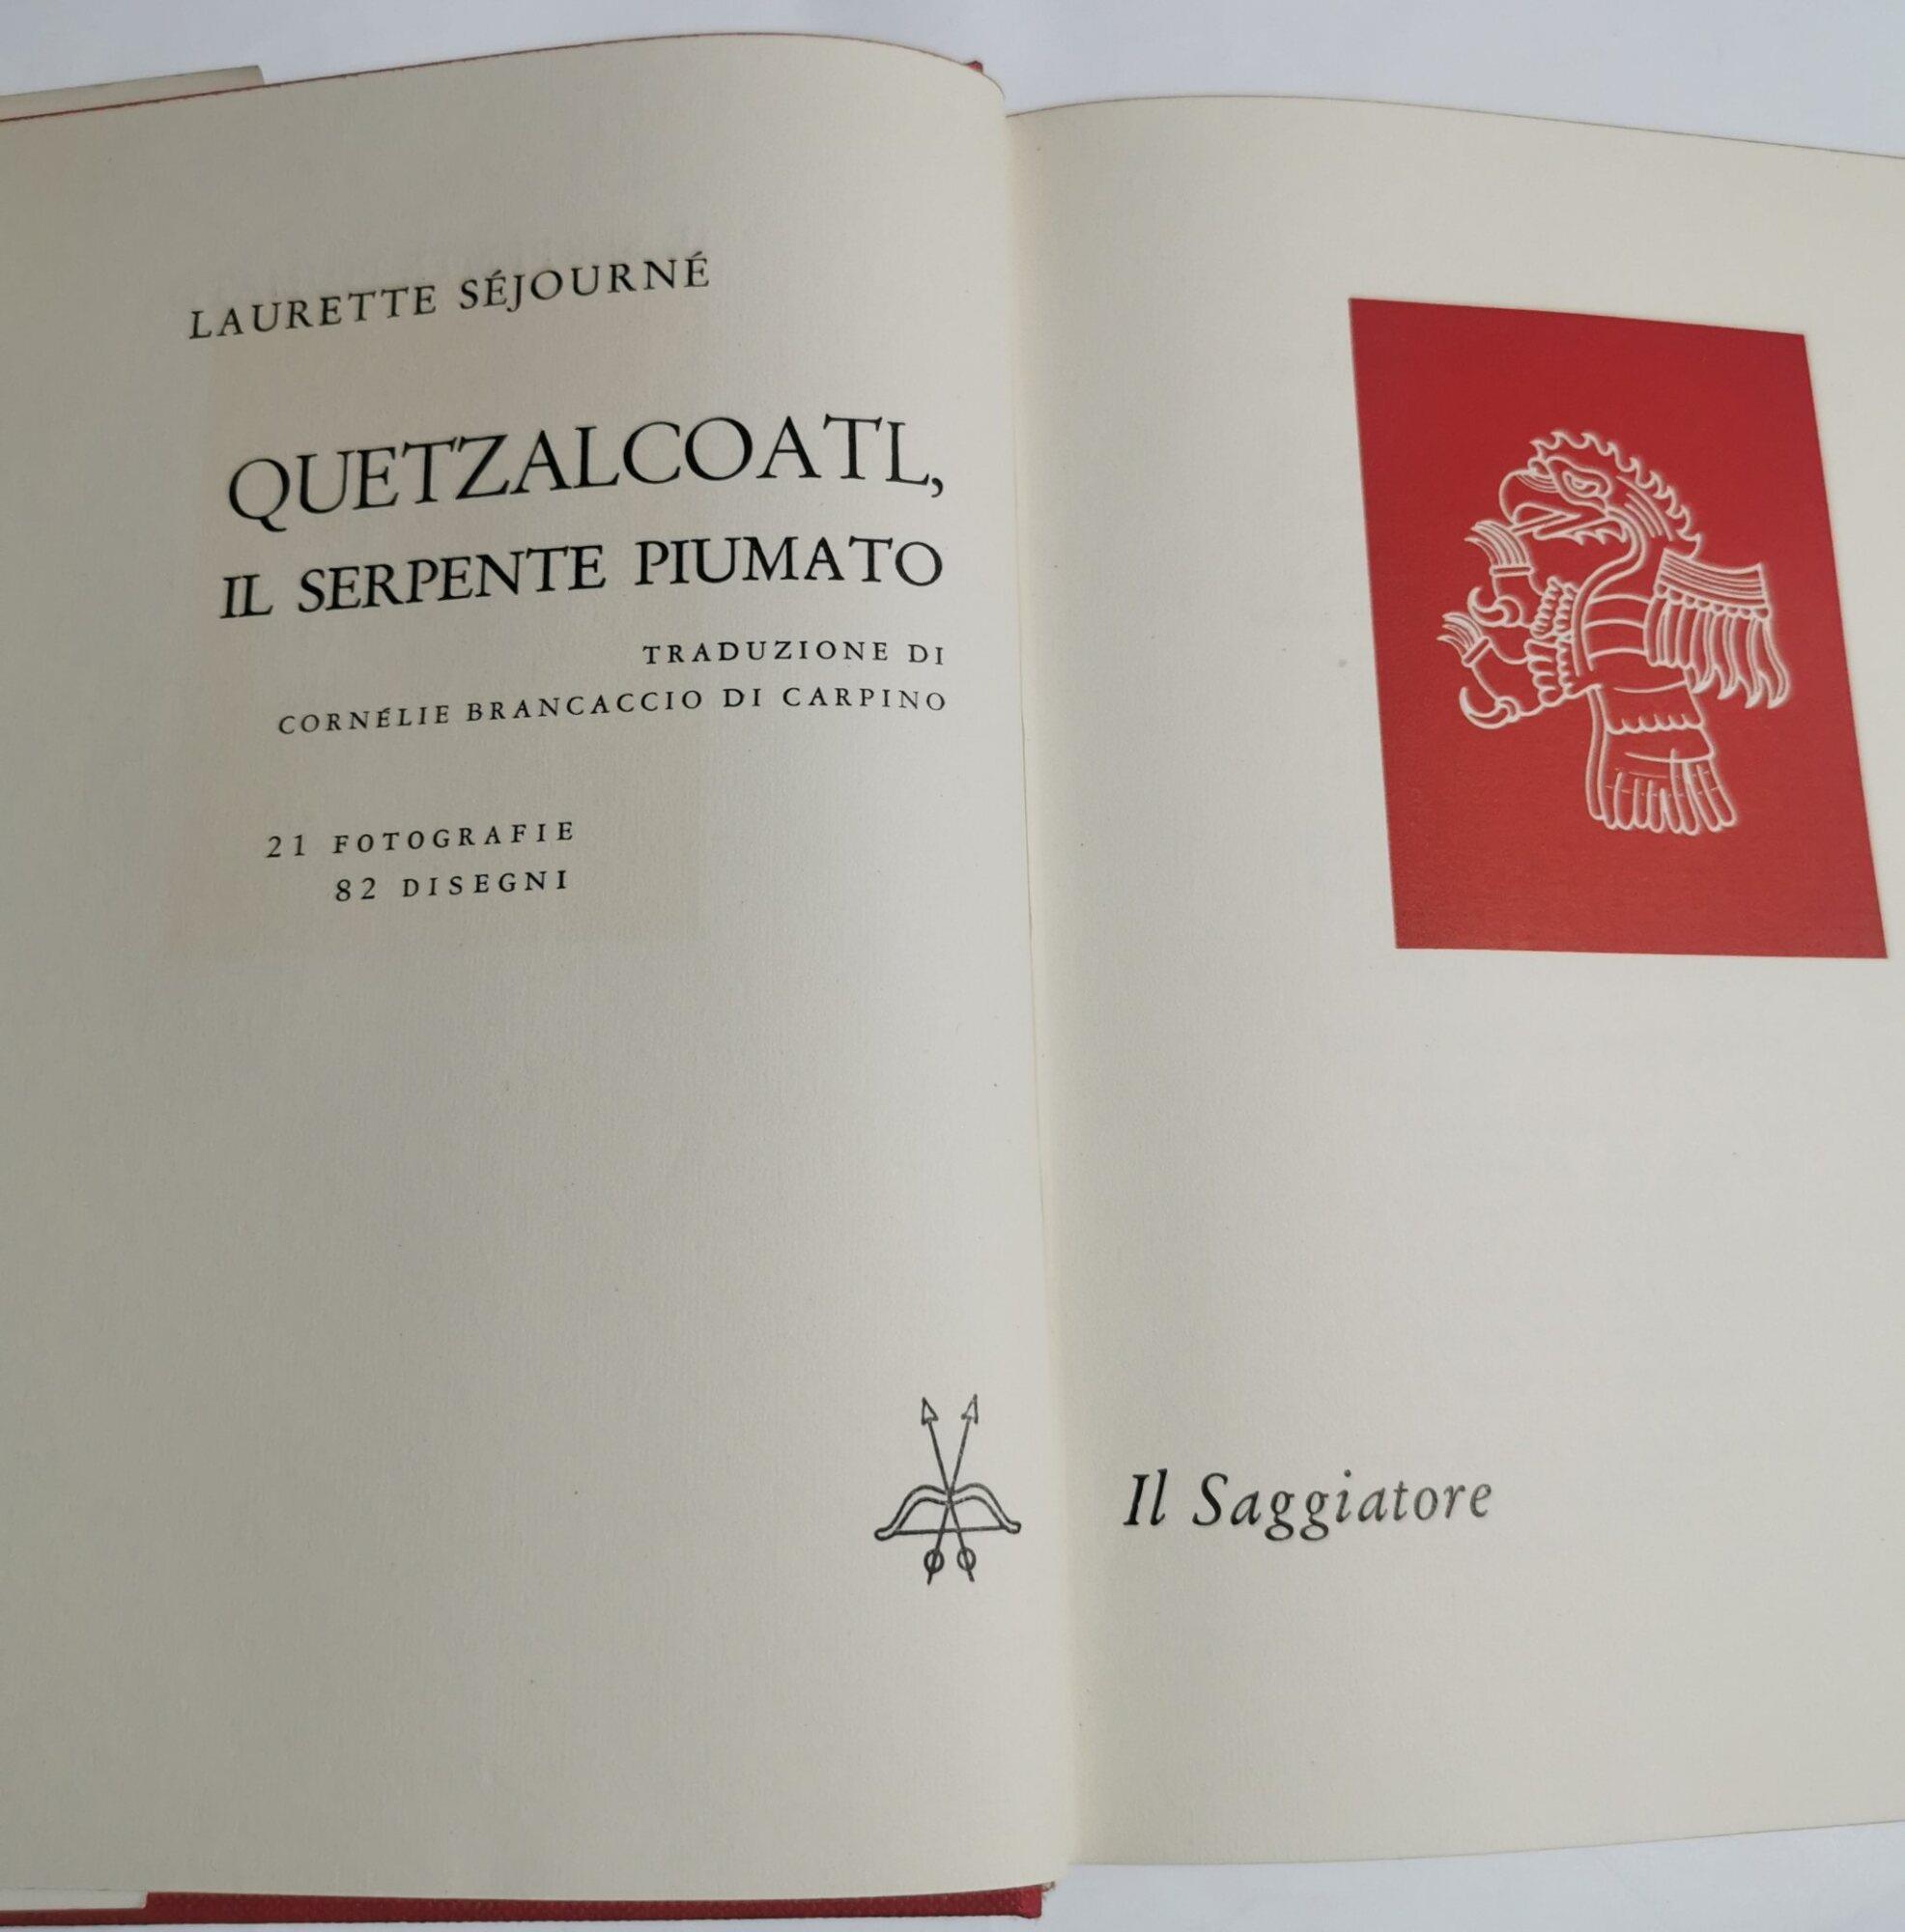 LAURETTE SÉJOURNÉ
QUETZALCOATL,
IL SERPENTE PIUMATO
TRADUZIONE DI
CORNÉLIE BRANCACCIO DI CARPINO
21 FOTOGRAFIE
82 DISEGNI
Il Saggiatore